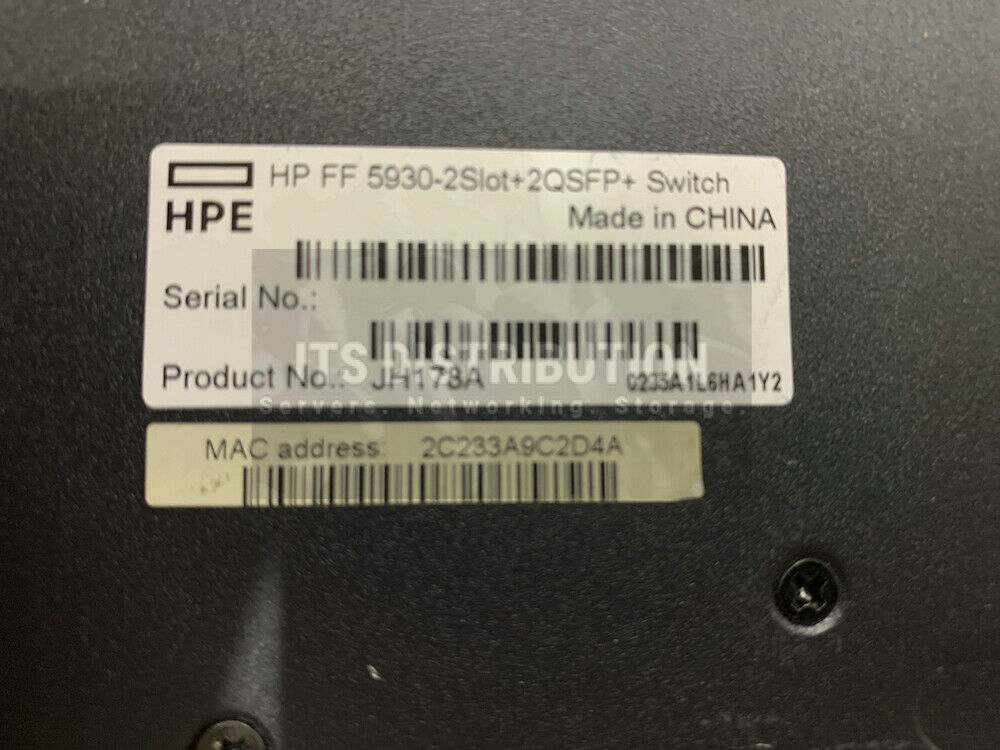 HP FF 5930-2Slot+2QSFP+ Switch
HPE
Made in CHINA
Serial No.:
ITS DISTRIBUTION
Product No.: JH178A
0233A1L6HA1Y2
Servers. Networking. Storage.
MAC address: 2C233A9C2D4A